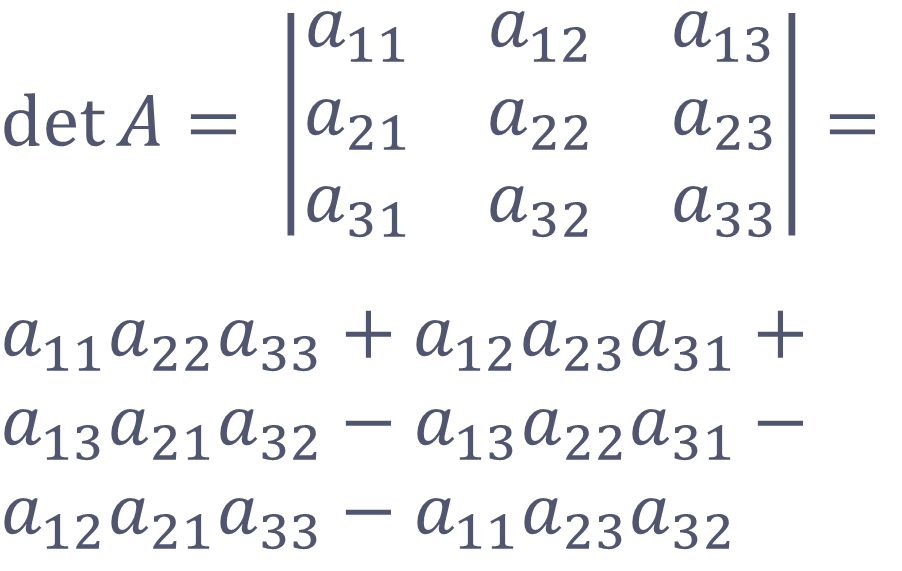 det A = | a₁₁ a₁₂ a₁₃ |
| a₂₁ a₂₂ a₂₃ | =
| a₃₁ a₃₂ a₃₃ |
a₁₁a₂₂a₃₃ + a₁₂a₂₃a₃₁ +
a₁₃a₂₁a₃₂ − a₁₃a₂₂a₃₁ −
a₁₂a₂₁a₃₃ − a₁₁a₂₃a₃₂